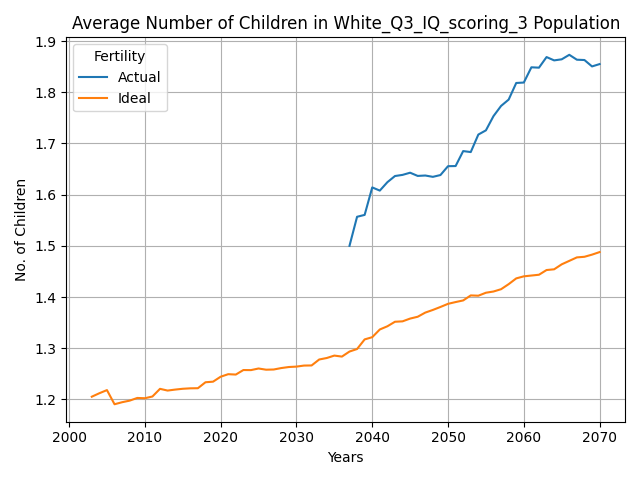 Average Number of Children in White_Q3_IQ_scoring_3 Population
Fertility
Actual
Ideal
No. of Children
1.9
1.8
1.7
1.6
1.5
1.4
1.3
1.2
2000 2010 2020 2030 2040 2050 2060 2070
Years